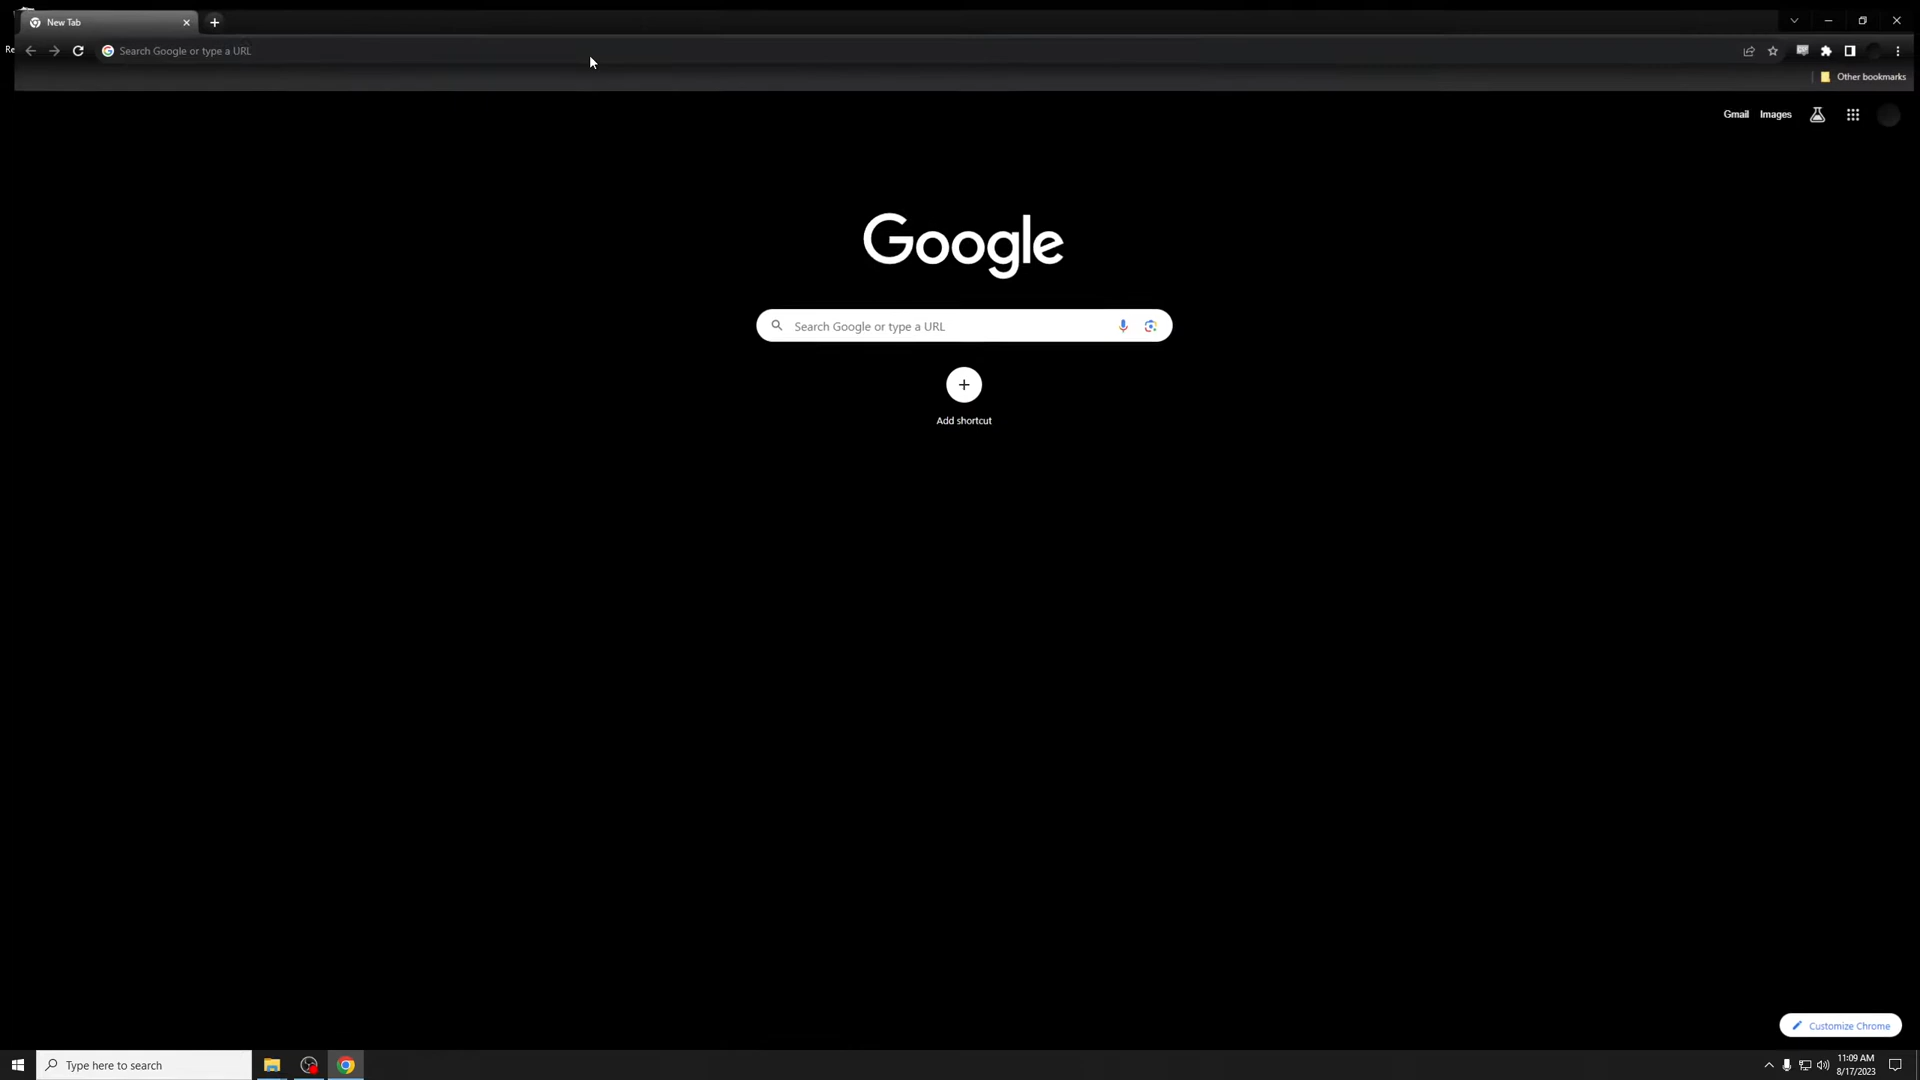 New Tab
Re
Search Google or type a URL
Other bookmarks
Gmail Images
Google
Search Google or type a URL
Add shortcut
Customize Chrome
Type here to search
11:09 AM
8/17/2023